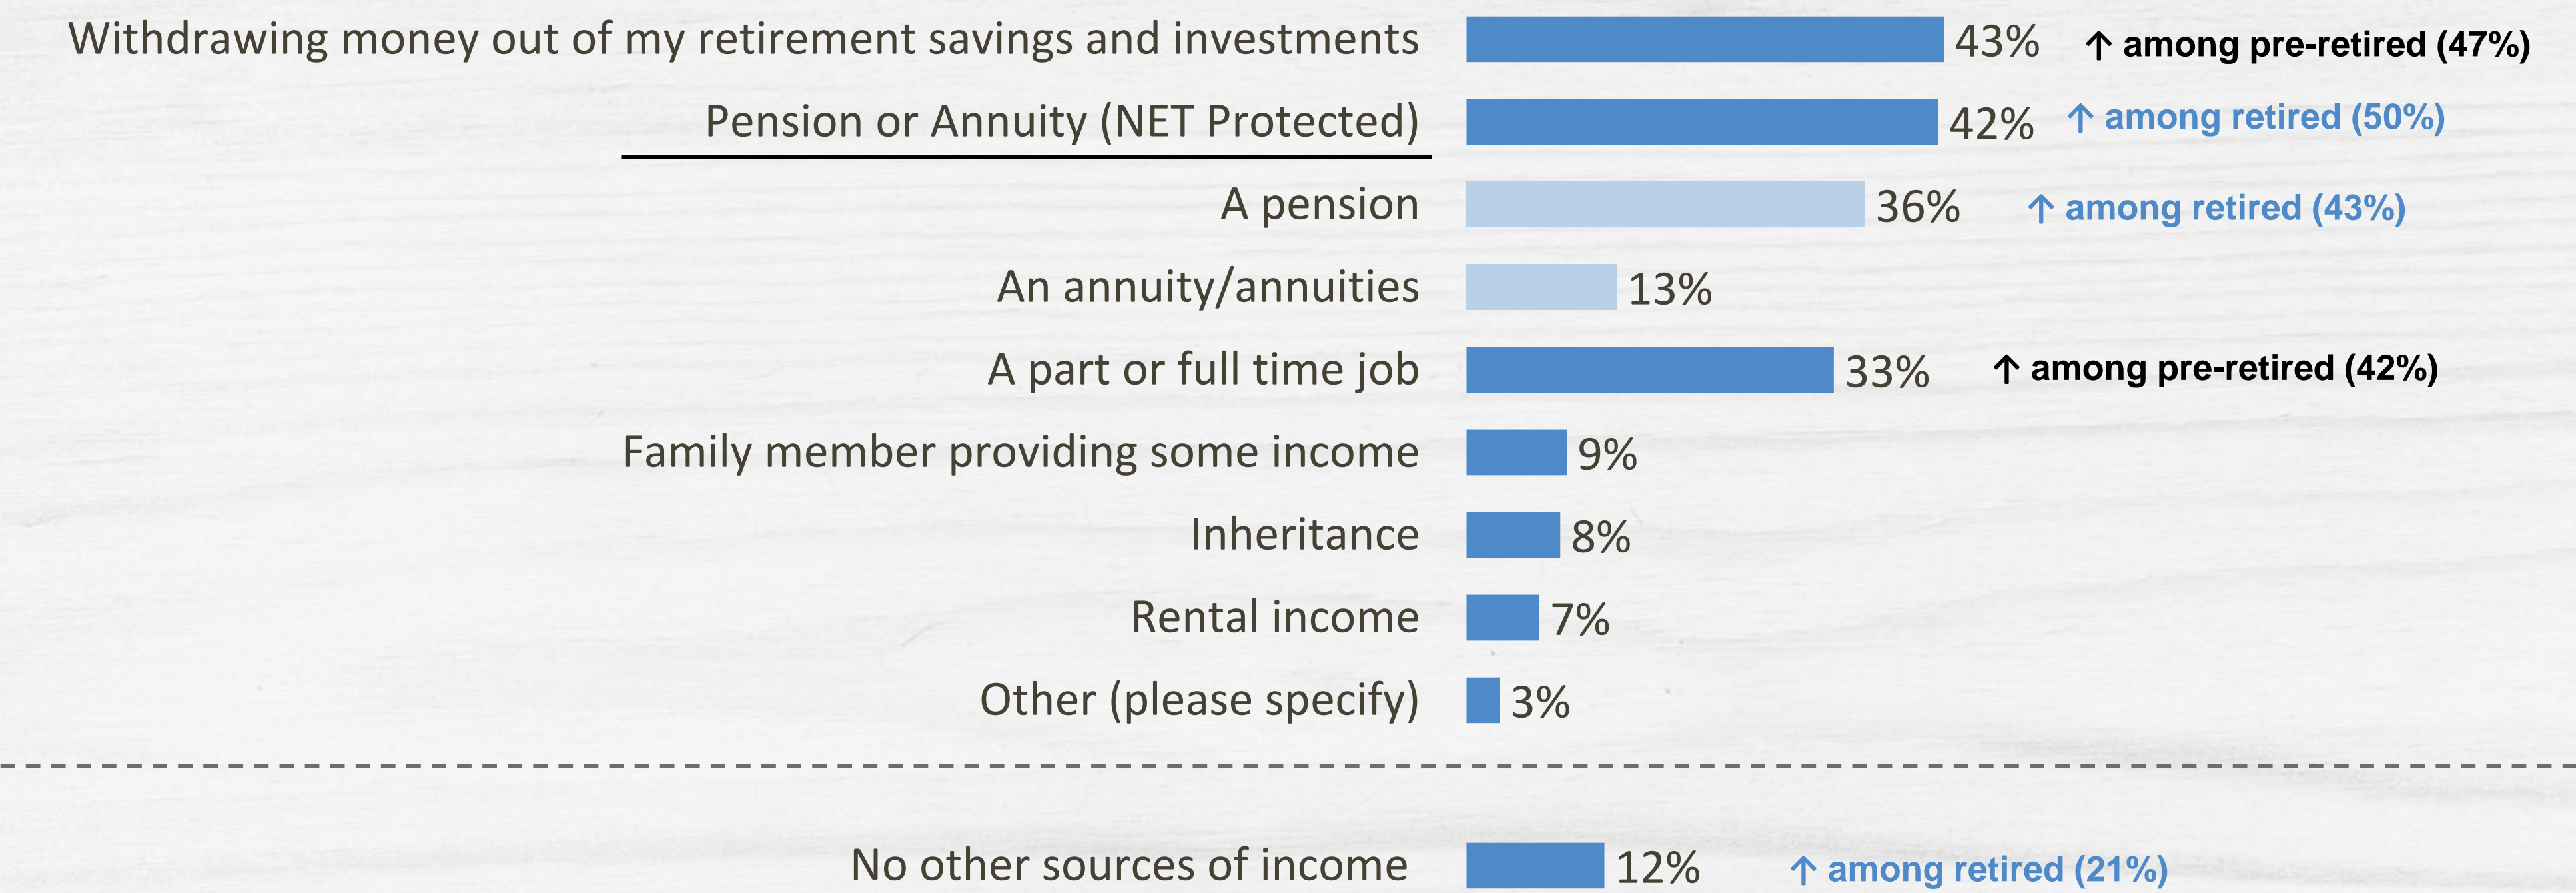 Withdrawing money out of my retirement savings and investments 43% ↑ among pre-retired (47%)
Pension or Annuity (NET Protected) 42% ↑ among retired (50%)
A pension 36% ↑ among retired (43%)
An annuity/annuities 13%
A part or full time job 33% ↑ among pre-retired (42%)
Family member providing some income 9%
Inheritance 8%
Rental income 7%
Other (please specify) 3%
No other sources of income 12% ↑ among retired (21%)